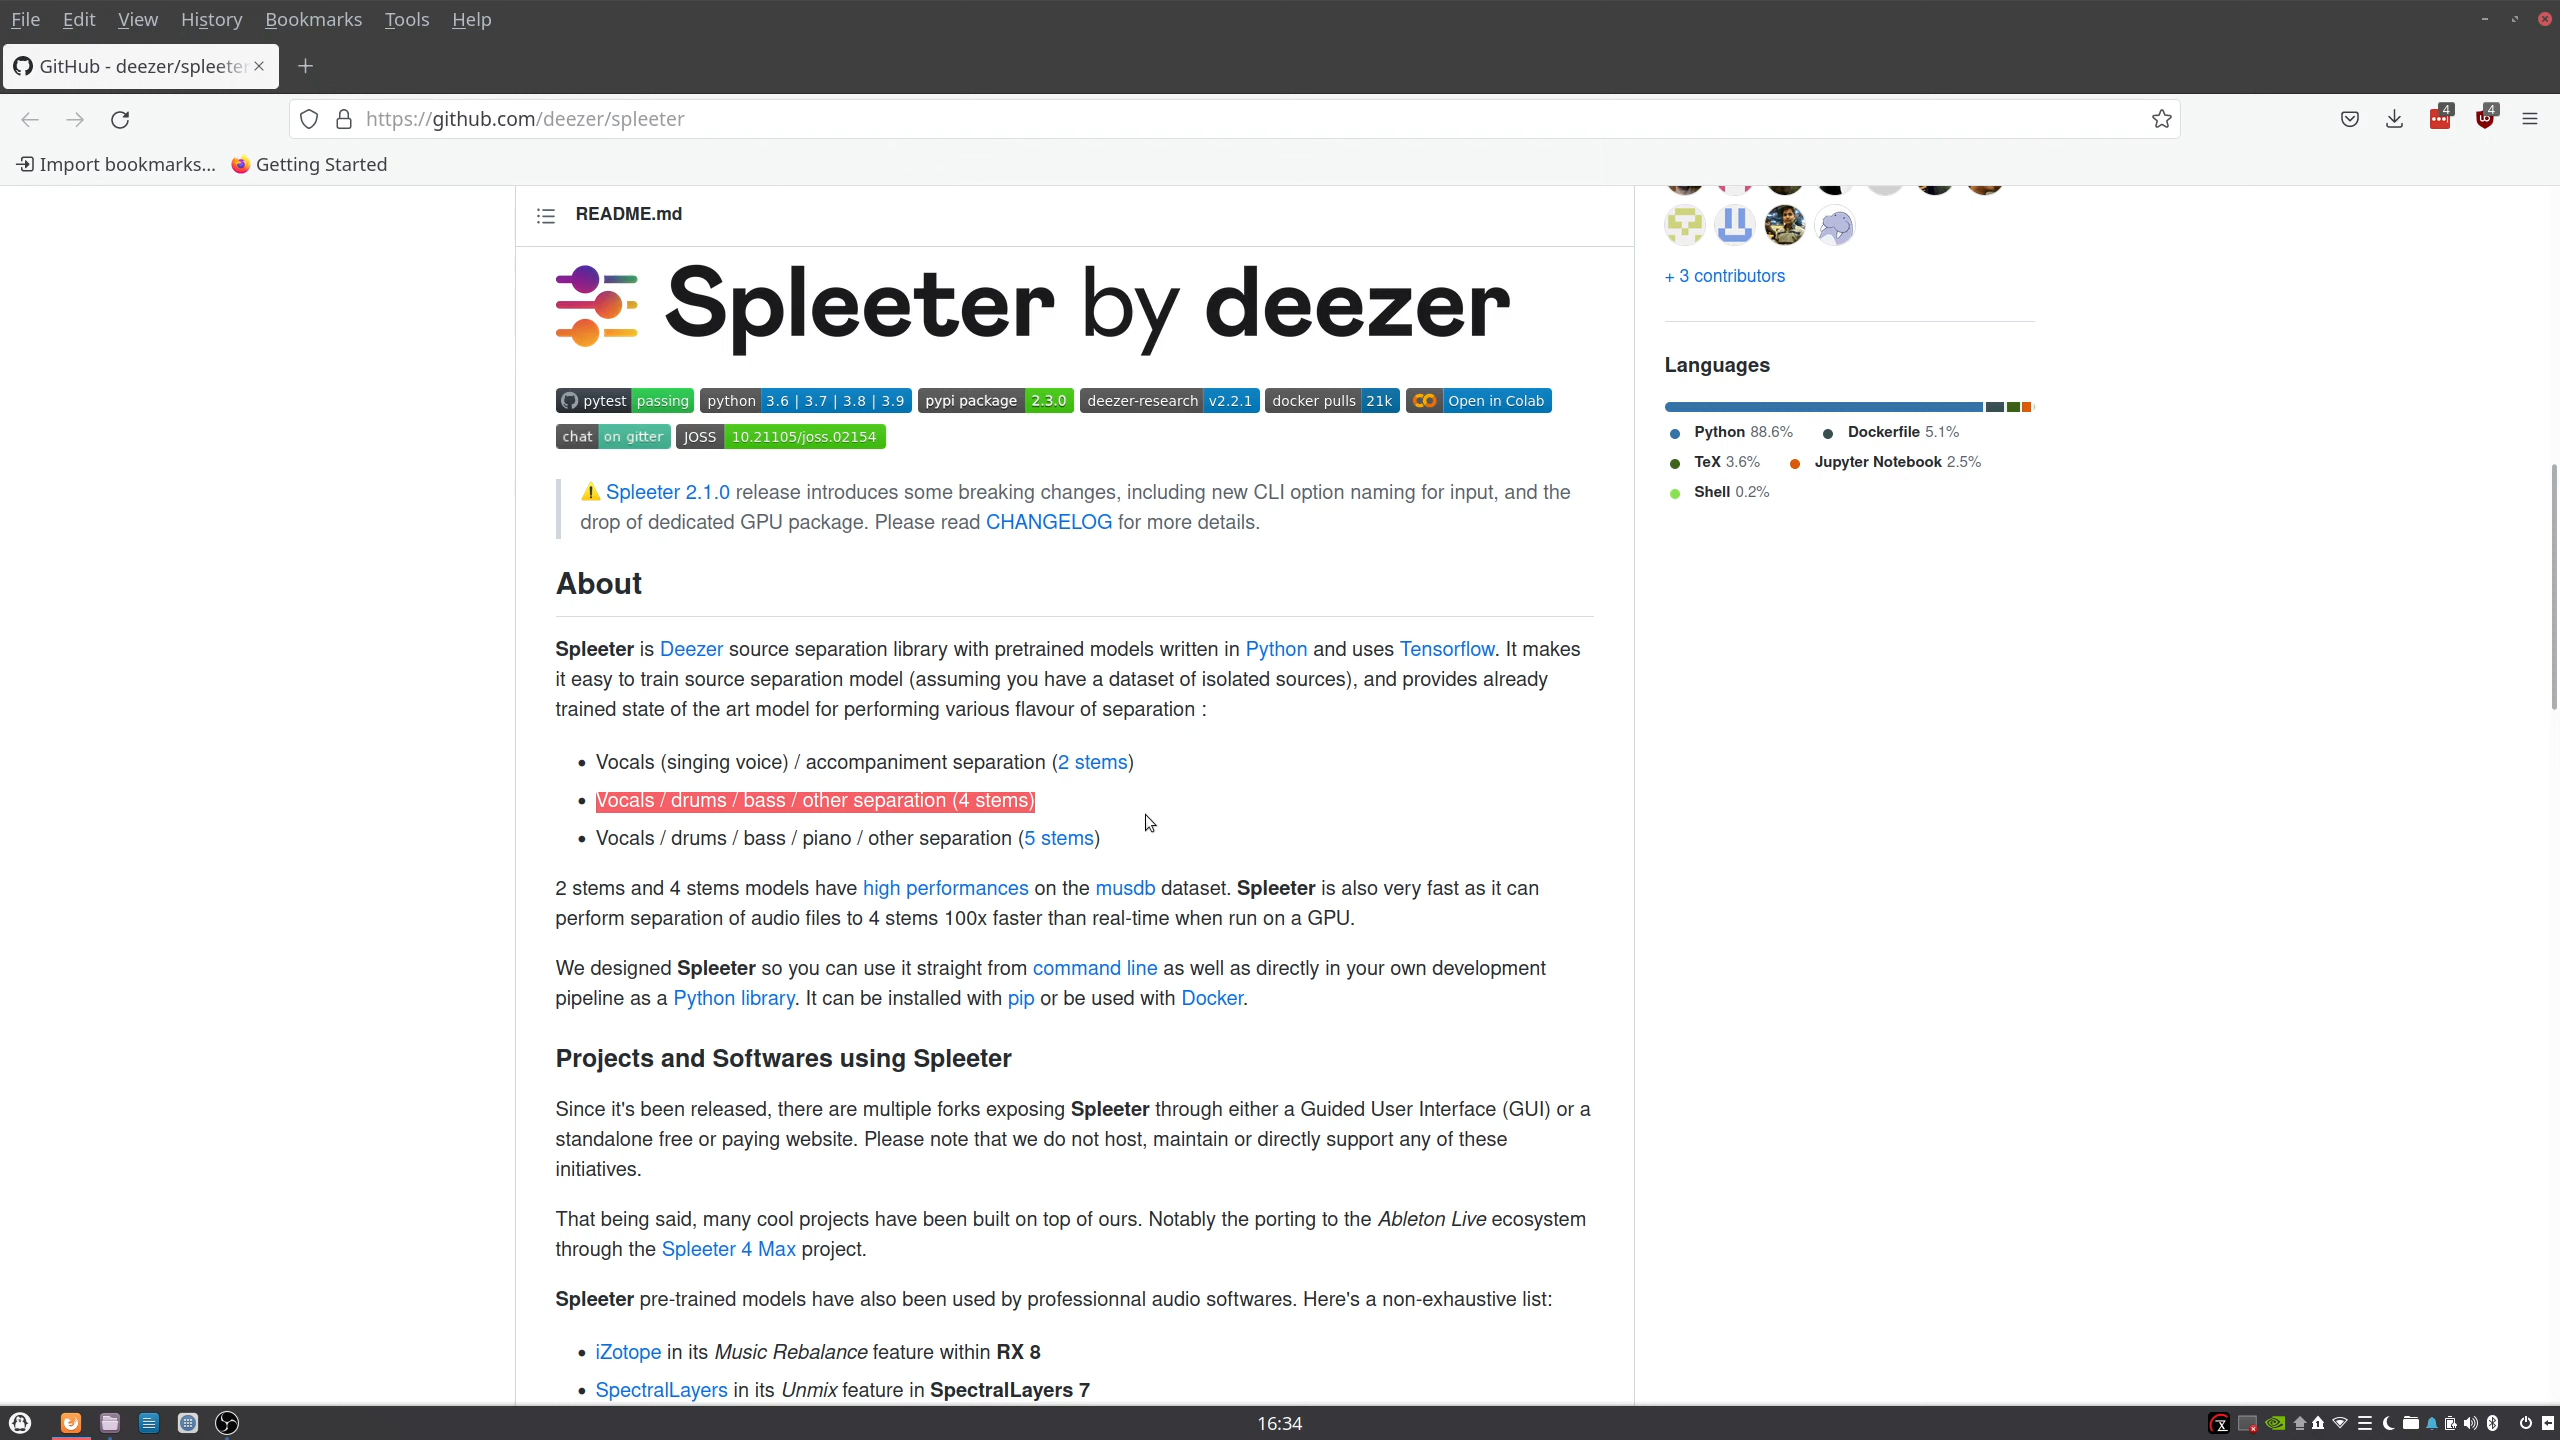 File Edit View History Bookmarks Tools Help
GitHub - deezer/spleeter
https://github.com/deezer/spleeter
4
4
Import bookmarks... Getting Started
README.md
Spleeter by deezer
+ 3 contributors
Languages
Python 88.6% Dockerfile 5.1%
TeX 3.6% Jupyter Notebook 2.5%
Shell 0.2%
pytest passing python 3.6 | 3.7 | 3.8 | 3.9 pypi package 2.3.0 deezer-research v2.2.1 docker pulls 21k Open in Colab
chat on gitter JOSS 10.21105/joss.02154
Spleeter 2.1.0 release introduces some breaking changes, including new CLI option naming for input, and the
drop of dedicated GPU package. Please read CHANGELOG for more details.
About
Spleeter is Deezer source separation library with pretrained models written in Python and uses Tensorflow. It makes
it easy to train source separation model (assuming you have a dataset of isolated sources), and provides already
trained state of the art model for performing various flavour of separation :
• Vocals (singing voice) / accompaniment separation (2 stems)
• Vocals / drums / bass / other separation (4 stems)
• Vocals / drums / bass / piano / other separation (5 stems)
2 stems and 4 stems models have high performances on the musdb dataset. Spleeter is also very fast as it can
perform separation of audio files to 4 stems 100x faster than real-time when run on a GPU.
We designed Spleeter so you can use it straight from command line as well as directly in your own development
pipeline as a Python library. It can be installed with pip or be used with Docker.
Projects and Softwares using Spleeter
Since it's been released, there are multiple forks exposing Spleeter through either a Guided User Interface (GUI) or a
standalone free or paying website. Please note that we do not host, maintain or directly support any of these
initiatives.
That being said, many cool projects have been built on top of ours. Notably the porting to the Ableton Live ecosystem
through the Spleeter 4 Max project.
Spleeter pre-trained models have also been used by professionnal audio softwares. Here's a non-exhaustive list:
• iZotope in its Music Rebalance feature within RX 8
• SpectralLayers in its Unmix feature in SpectralLayers 7
16:34